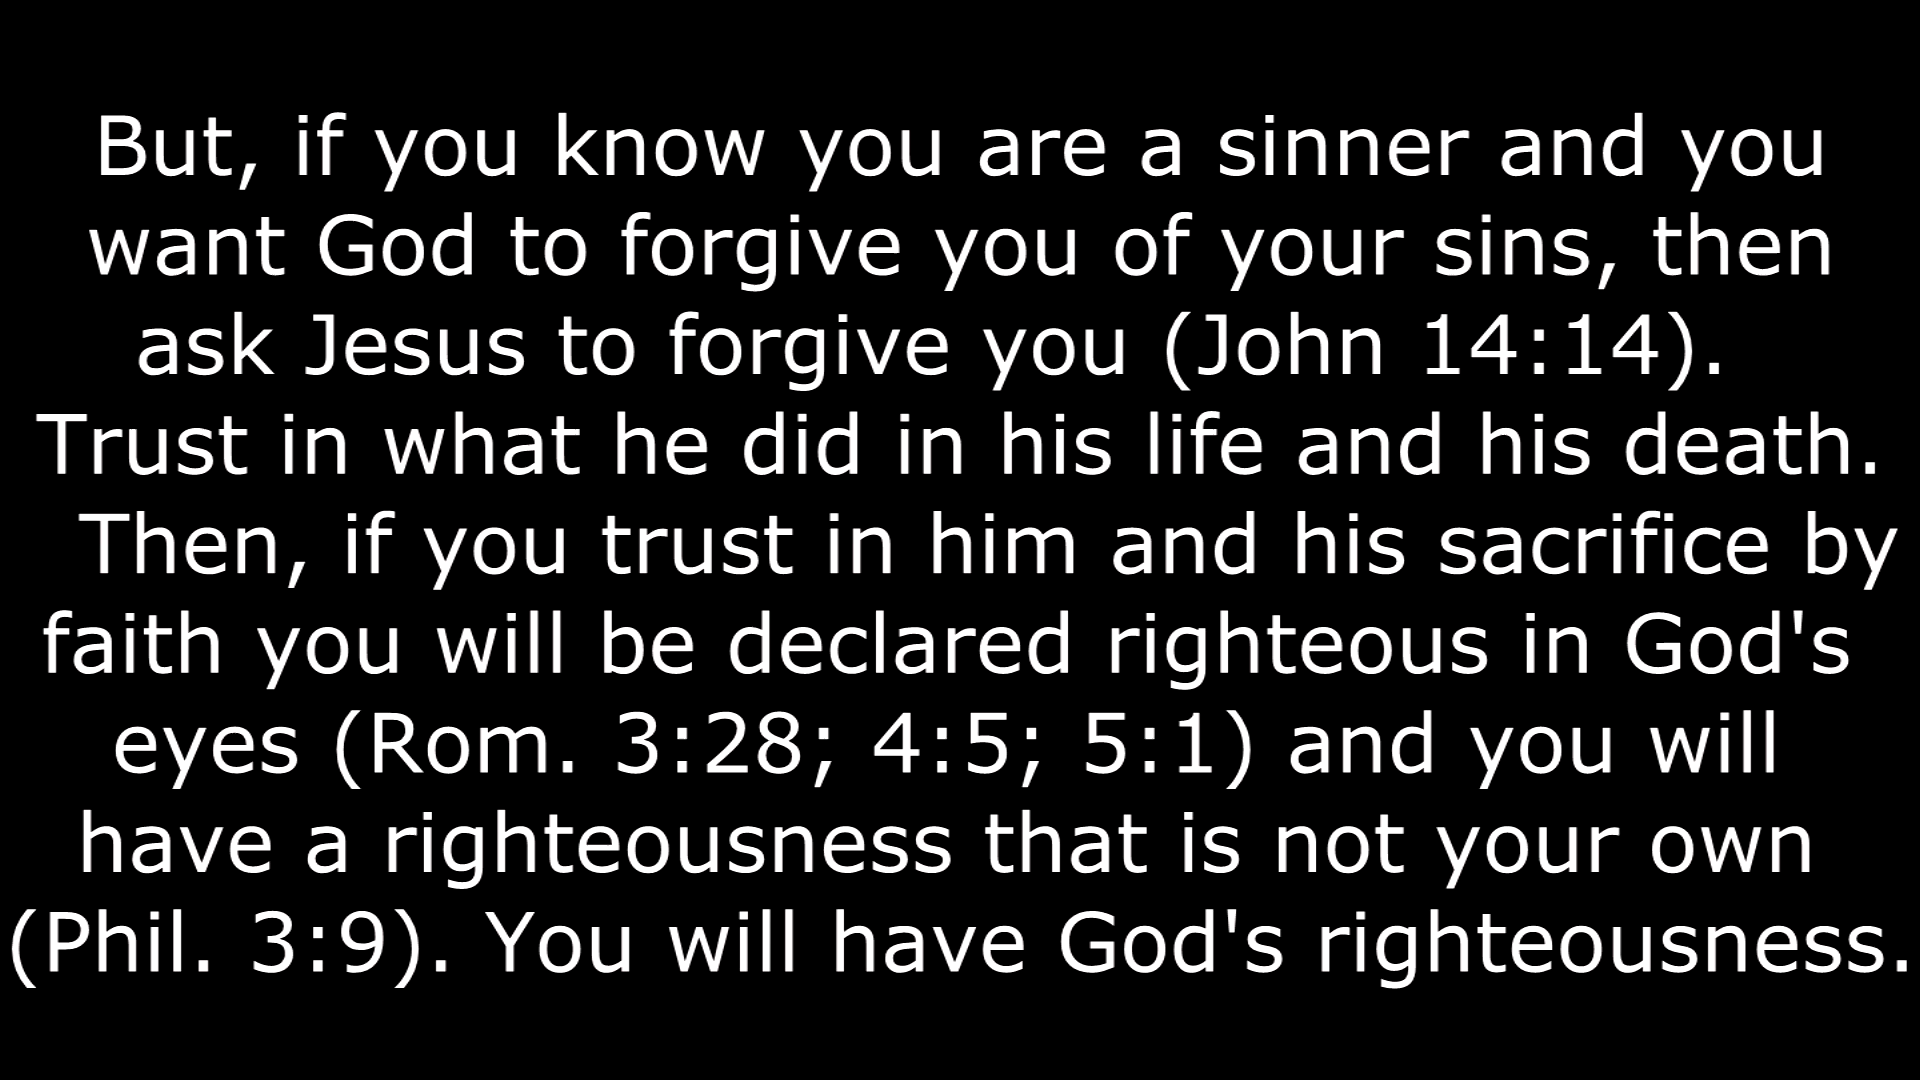 But, if you know you are a sinner and you
want God to forgive you of your sins, then
ask Jesus to forgive you (John 14:14).
Trust in what he did in his life and his death.
Then, if you trust in him and his sacrifice by
faith you will be declared righteous in God's
eyes (Rom. 3:28; 4:5; 5:1) and you will
have a righteousness that is not your own
(Phil. 3:9). You will have God's righteousness.